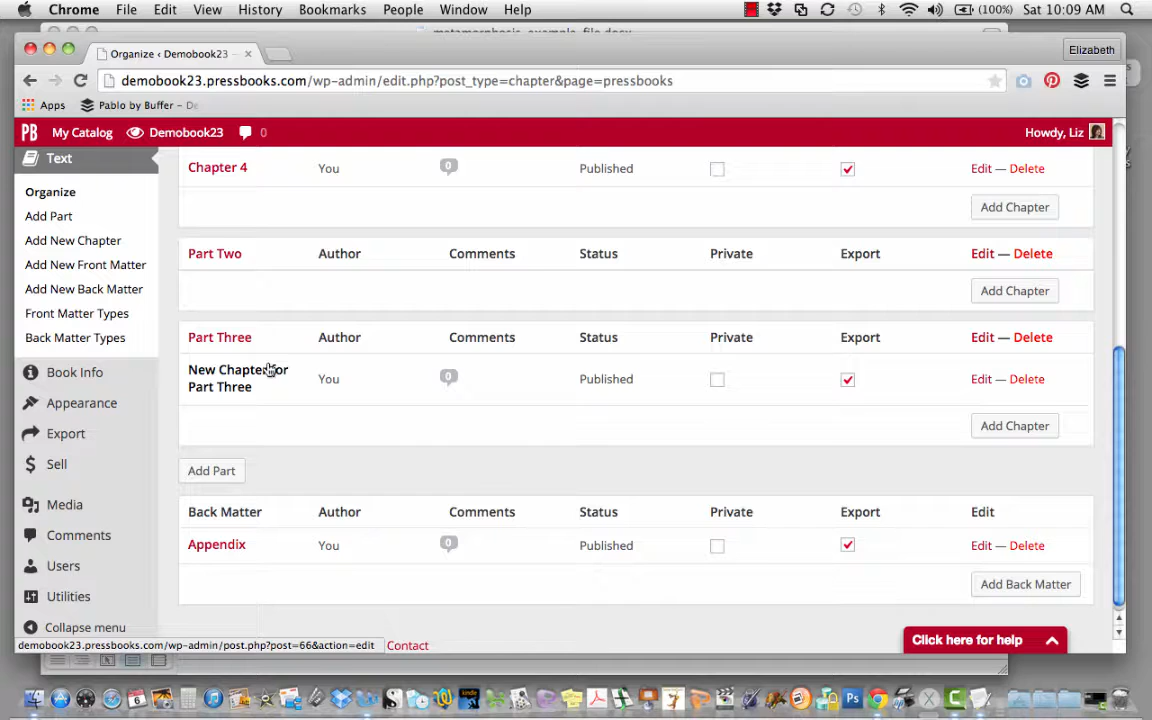 Chrome File Edit View History Bookmarks People Window Help (100%) Sat 10:09 AM
Organize ‹ Demobook23 — × Elizabeth
demobook23.pressbooks.com/wp-admin/edit.php?post_type=chapter&page=pressbooks
Apps Pablo by Buffer – De
PB My Catalog Demobook23 0 Howdy, Liz
Text
Organize
Add Part
Add New Chapter
Add New Front Matter
Add New Back Matter
Front Matter Types
Back Matter Types
Book Info
Appearance
Export
Sell
Media
Comments
Users
Utilities
Collapse menu
Chapter 4 You 0 Published Edit — Delete
Add Chapter
Part Two Author Comments Status Private Export Edit — Delete
Add Chapter
Part Three Author Comments Status Private Export Edit — Delete
New Chapter for
Part Three You 0 Published Edit — Delete
Add Chapter
Add Part
Back Matter Author Comments Status Private Export Edit
Appendix You 0 Published Edit — Delete
Add Back Matter
demobook23.pressbooks.com/wp-admin/post.php?post=66&action=edit Contact
Click here for help